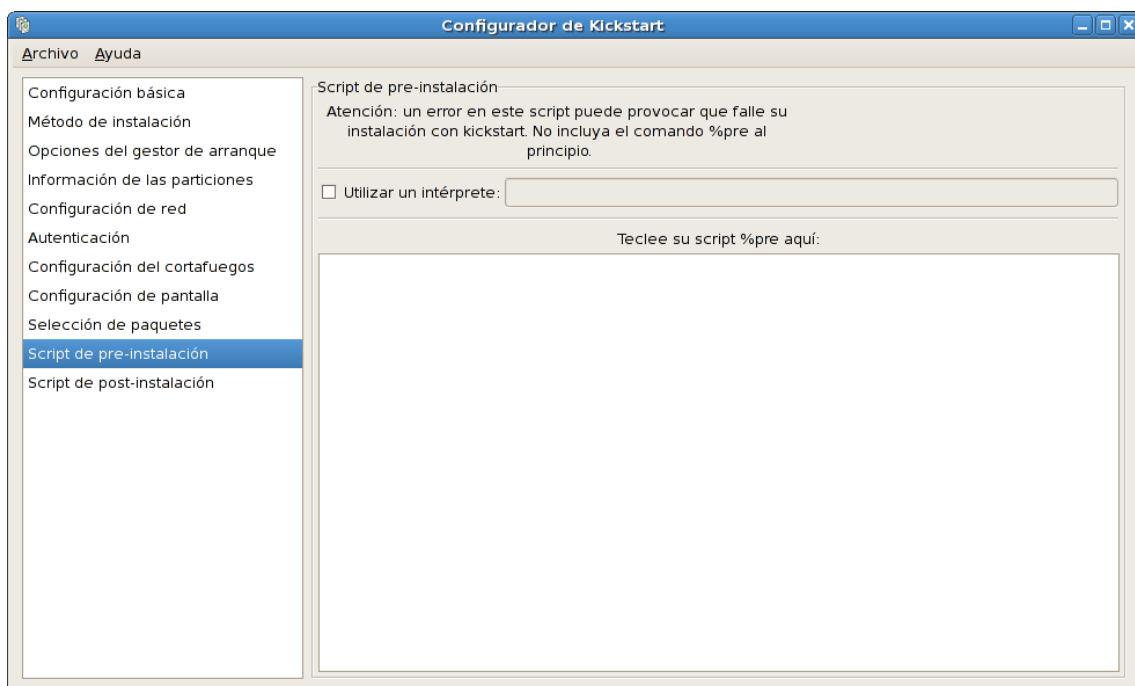 Configurador de Kickstart
Archivo Ayuda
Configuración básica
Método de instalación
Opciones del gestor de arranque
Información de las particiones
Configuración de red
Autenticación
Configuración del cortafuegos
Configuración de pantalla
Selección de paquetes
Script de pre-instalación
Script de post-instalación
Script de pre-instalación
Atención: un error en este script puede provocar que falle su
instalación con kickstart. No incluya el comando %pre al
principio.
Utilizar un intérprete:
Teclee su script %pre aquí: